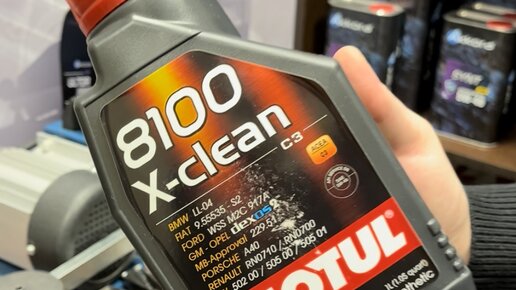 8100
X-clean
C3
ACEA
C3
BMW LL-04
FIAT 9.55535. S2
FORD WSS M2C 917A
GM - OPEL dexos2
MB-Approval 229.51
PORSCHE A40
RENAULT RN0710 / RN0700
502 00 / 505 00 / 505 01
MOTUL
1L (1.05 quart)